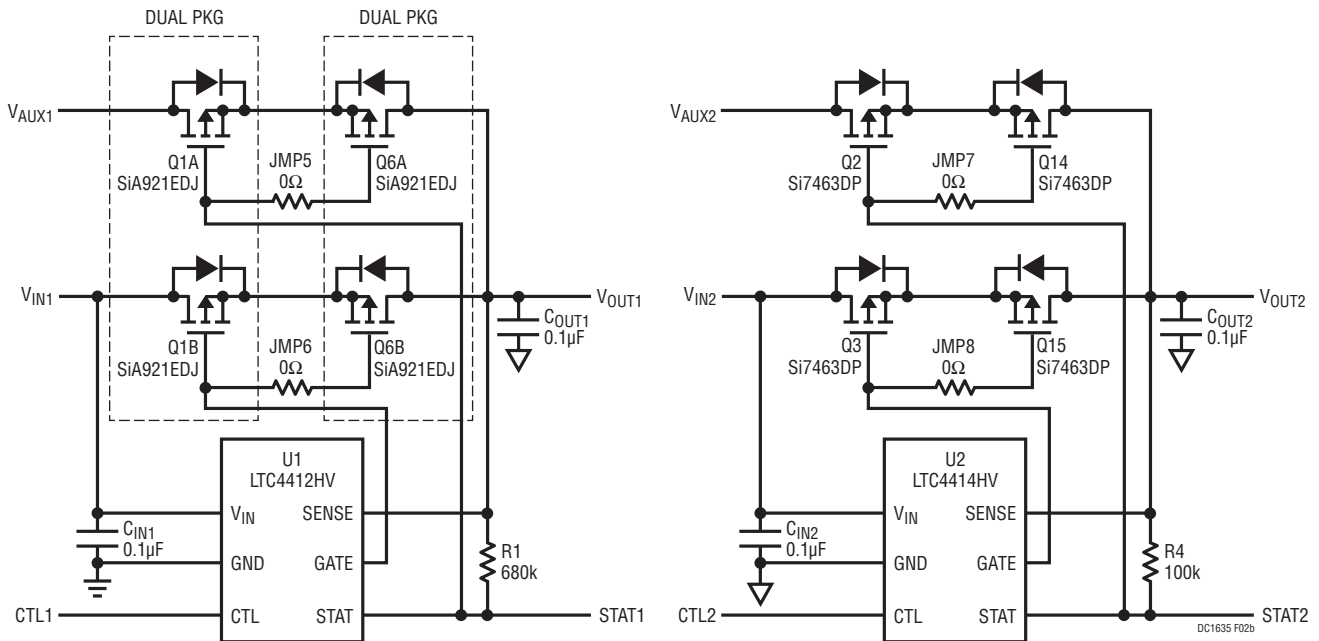 DUAL PKG
DUAL PKG
VAUX1
Q1A
SiA921EDJ
JMP5
0Ω
Q6A
SiA921EDJ
VIN1
Q1B
SiA921EDJ
JMP6
0Ω
Q6B
SiA921EDJ
VOUT1
COUT1
0.1µF
U1
LTC4412HV
VIN
SENSE
GND
GATE
CTL
STAT
CIN1
0.1µF
R1
680k
CTL1
STAT1
VAUX2
Q2
Si7463DP
JMP7
0Ω
Q14
Si7463DP
VIN2
Q3
Si7463DP
JMP8
0Ω
Q15
Si7463DP
VOUT2
COUT2
0.1µF
U2
LTC4414HV
VIN
SENSE
GND
GATE
CTL
STAT
CIN2
0.1µF
R4
100k
CTL2
STAT2
DC1635 F02b